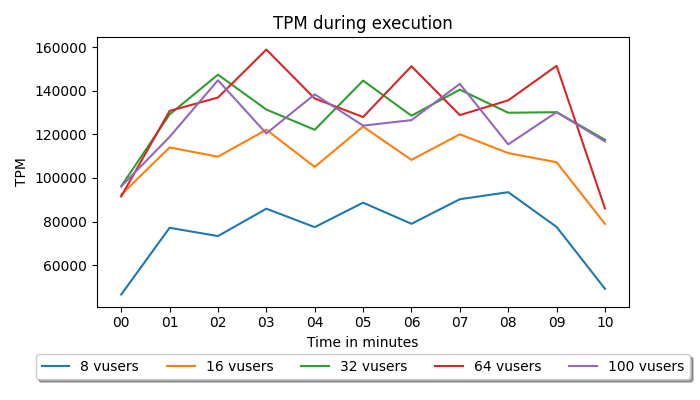 TPM during execution
160000
140000
120000
100000
80000
60000
TPM
00 01 02 03 04 05 06 07 08 09 10
Time in minutes
8 vusers 16 vusers 32 vusers 64 vusers 100 vusers